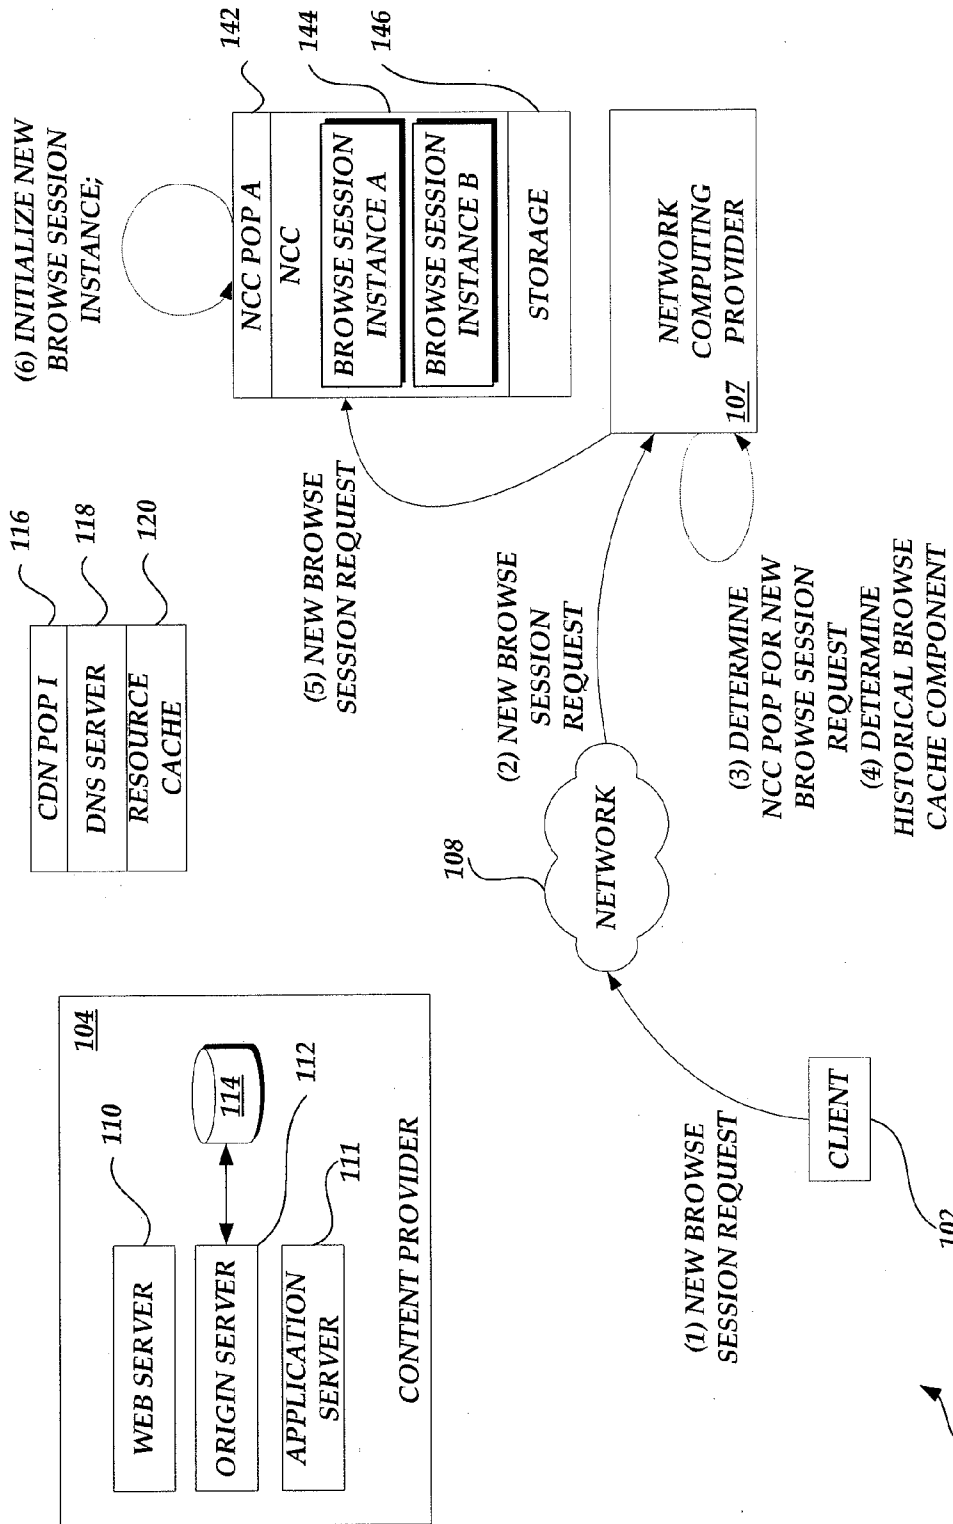 104
WEB SERVER
110
ORIGIN SERVER
114
112
APPLICATION
SERVER
111
CONTENT PROVIDER
CDN POP I
116
DNS SERVER
118
RESOURCE
CACHE
120
(6) INITIALIZE NEW
BROWSE SESSION
INSTANCE;
NCC POP A
142
NCC
BROWSE SESSION
INSTANCE A
144
BROWSE SESSION
INSTANCE B
STORAGE
146
(5) NEW BROWSE
SESSION REQUEST
(2) NEW BROWSE
SESSION
REQUEST
108
NETWORK
NETWORK
COMPUTING
PROVIDER
107
(1) NEW BROWSE
SESSION REQUEST
CLIENT
102
(3) DETERMINE
NCC POP FOR NEW
BROWSE SESSION
REQUEST
(4) DETERMINE
HISTORICAL BROWSE
CACHE COMPONENT